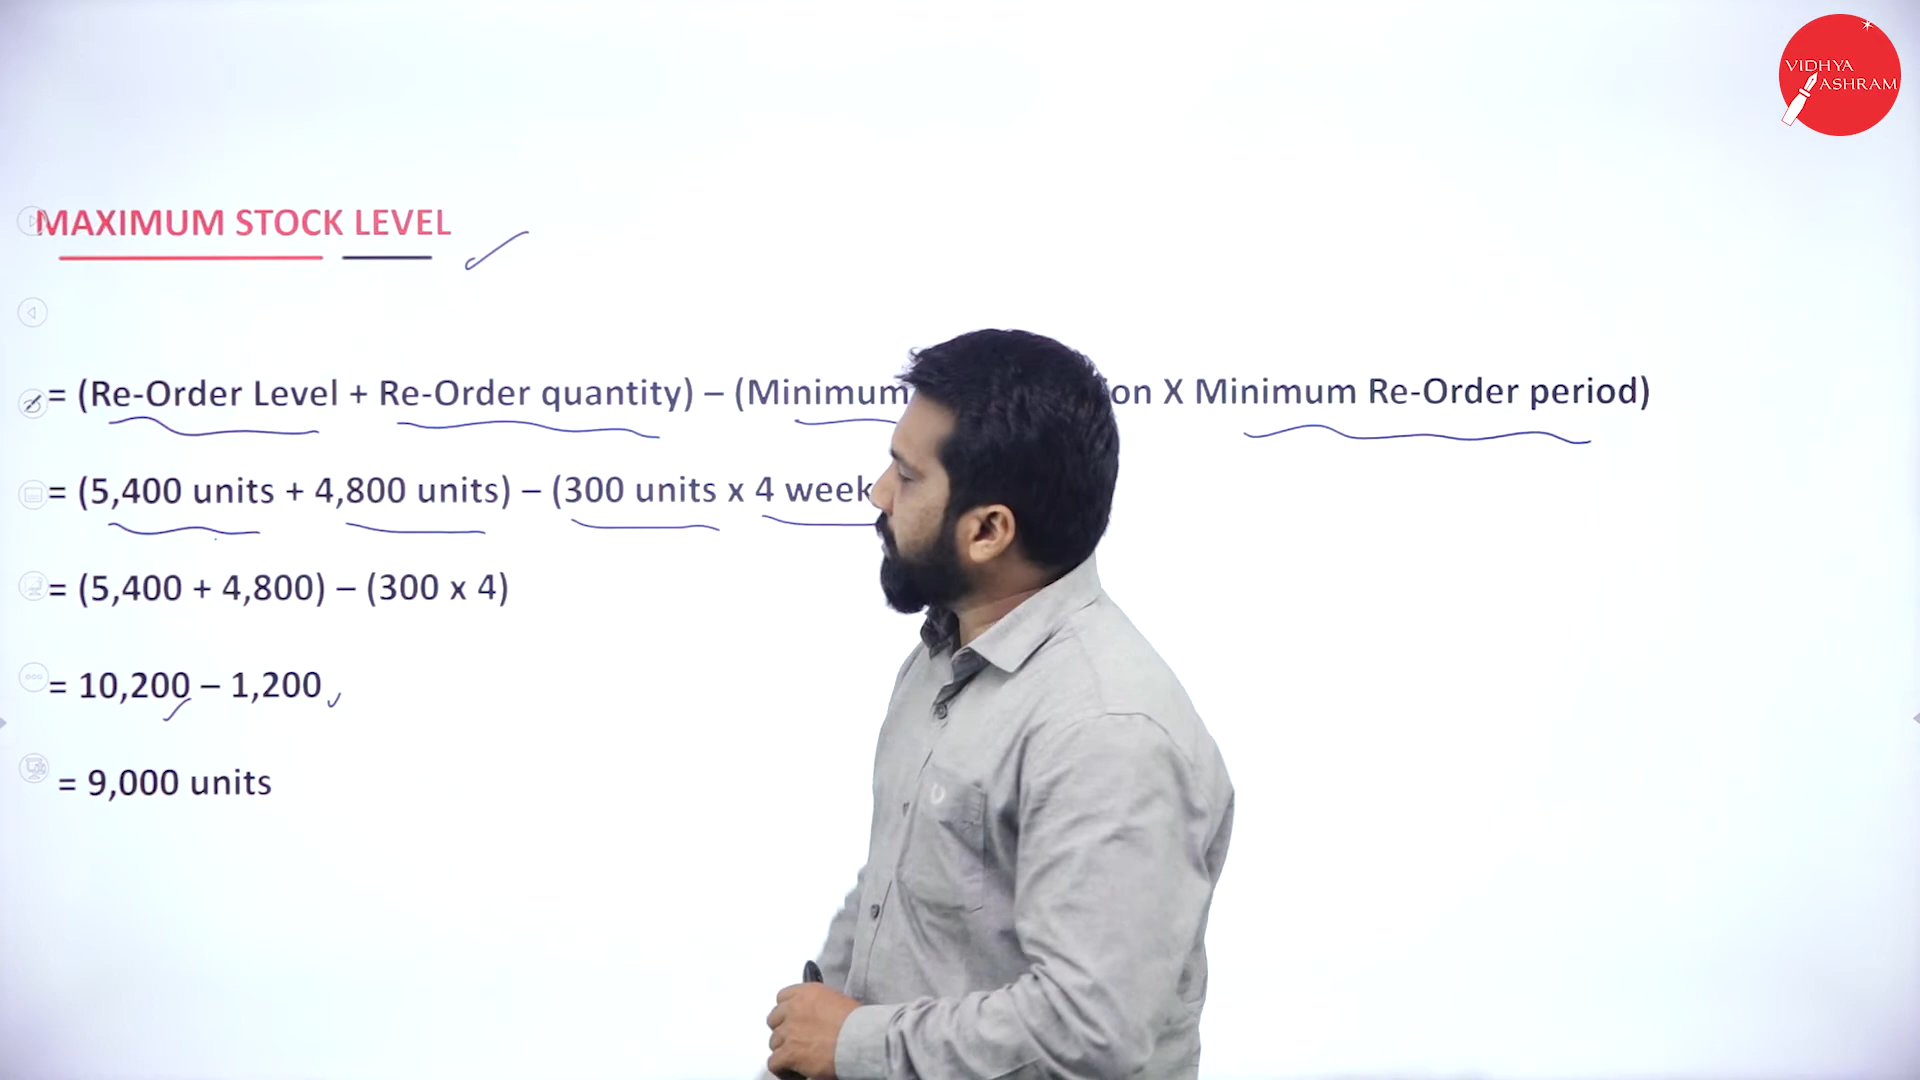 VIDHYA
ASHRAM
MAXIMUM STOCK LEVEL
= (Re-Order Level + Re-Order quantity) – (Minimum on X Minimum Re-Order period)
= (5,400 units + 4,800 units) – (300 units x 4 week
= (5,400 + 4,800) – (300 x 4)
= 10,200 – 1,200
= 9,000 units